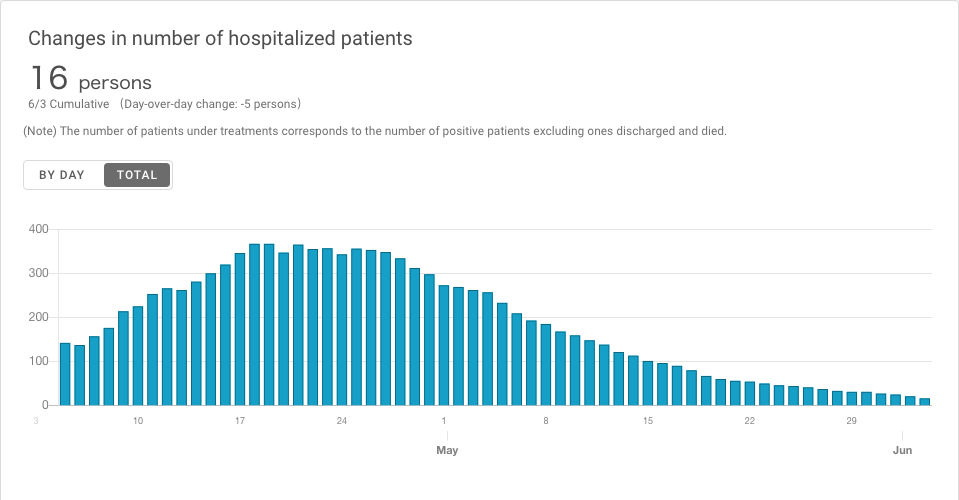 Changes in number of hospitalized patients
16 persons
6/3 Cumulative （Day-over-day change: -5 persons）
(Note) The number of patients under treatments corresponds to the number of positive patients excluding ones discharged and died.
BY DAY TOTAL
400
300
200
100
0
3 10 17 24 1 8 15 22 29
May Jun